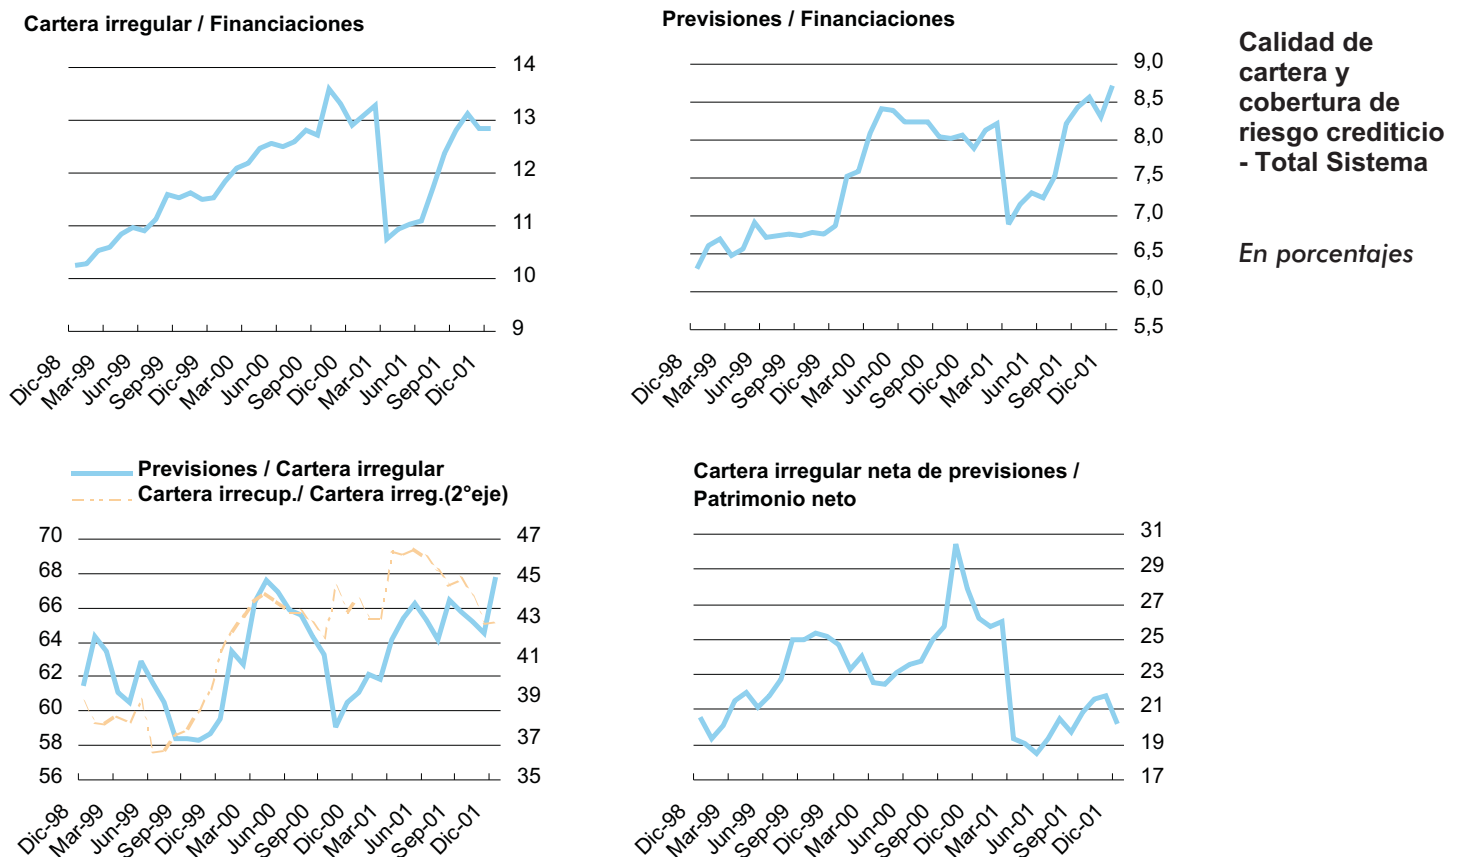 Cartera irregular / Financiaciones
14
13
12
11
10
9
Dic-98
Mar-99
Jun-99
Sep-99
Dic-99
Mar-00
Jun-00
Sep-00
Dic-00
Mar-01
Jun-01
Sep-01
Dic-01
Previsiones / Financiaciones
9,0
8,5
8,0
7,5
7,0
6,5
6,0
5,5
Dic-98
Mar-99
Jun-99
Sep-99
Dic-99
Mar-00
Jun-00
Sep-00
Dic-00
Mar-01
Jun-01
Sep-01
Dic-01
Calidad de
cartera y
cobertura de
riesgo crediticio
- Total Sistema
En porcentajes
Previsiones / Cartera irregular
Cartera irrecup./ Cartera irreg.(2°eje)
70
68
66
64
62
60
58
56
47
45
43
41
39
37
35
Dic-98
Mar-99
Jun-99
Sep-99
Dic-99
Mar-00
Jun-00
Sep-00
Dic-00
Mar-01
Jun-01
Sep-01
Dic-01
Cartera irregular neta de previsiones /
Patrimonio neto
31
29
27
25
23
21
19
17
Dic-98
Mar-99
Jun-99
Sep-99
Dic-99
Mar-00
Jun-00
Sep-00
Dic-00
Mar-01
Jun-01
Sep-01
Dic-01